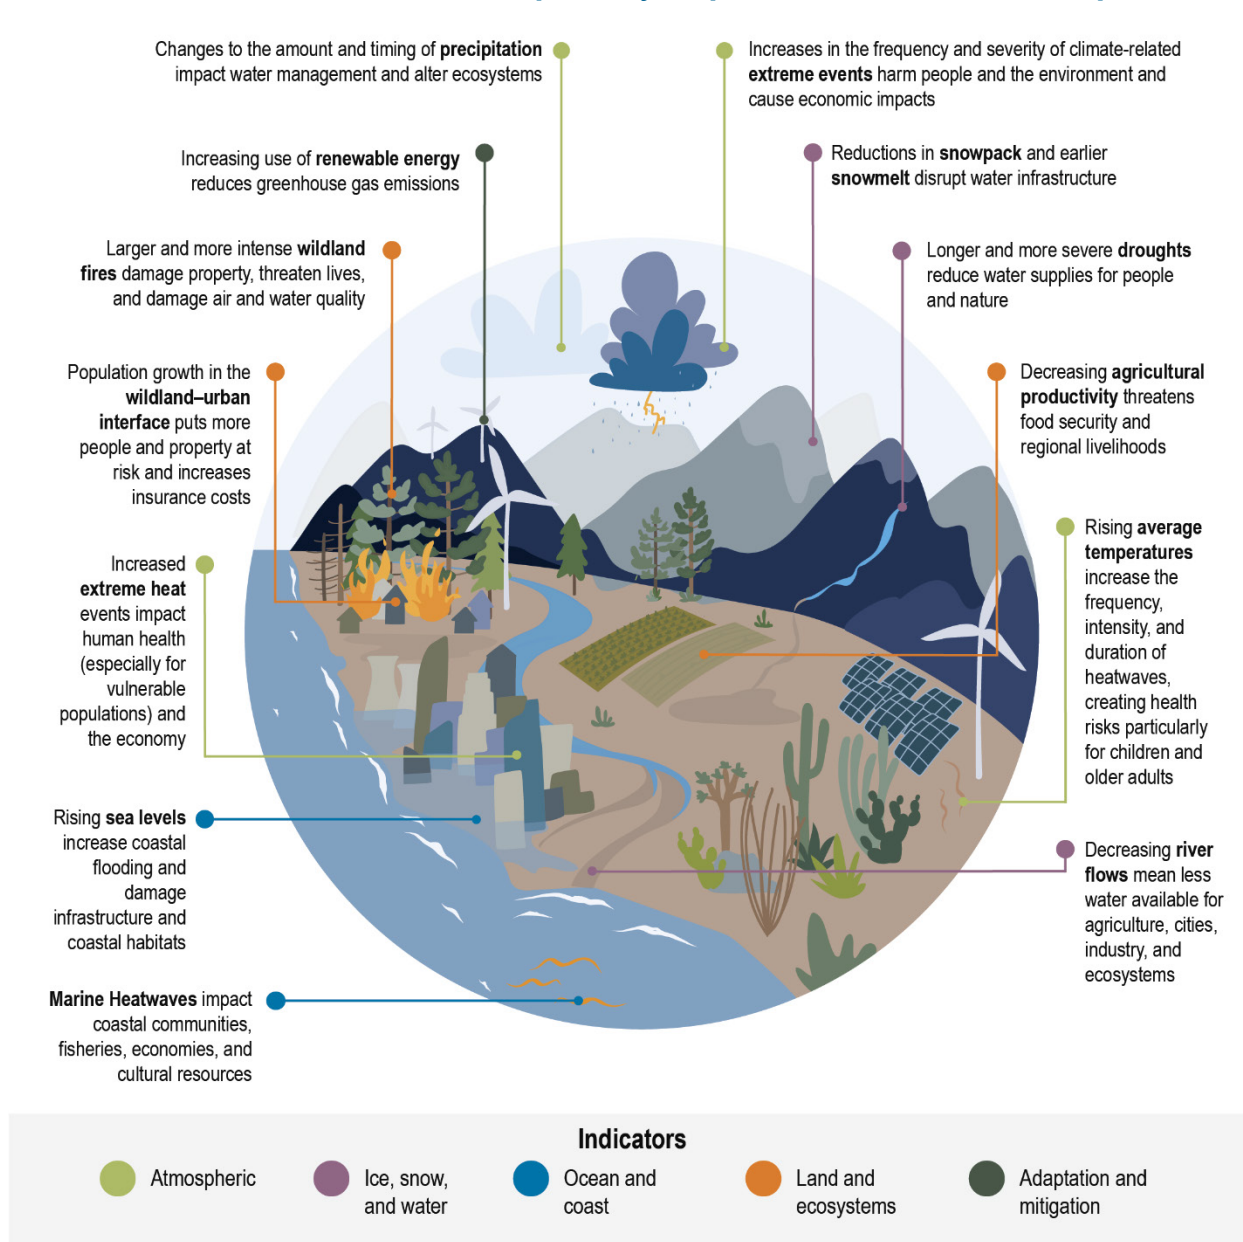 Changes to the amount and timing of precipitation
impact water management and alter ecosystems
Increases in the frequency and severity of climate-related
extreme events harm people and the environment and
cause economic impacts
Increasing use of renewable energy
reduces greenhouse gas emissions
Reductions in snowpack and earlier
snowmelt disrupt water infrastructure
Larger and more intense wildland
fires damage property, threaten lives,
and damage air and water quality
Longer and more severe droughts
reduce water supplies for people
and nature
Population growth in the
wildland–urban
interface puts more
people and property at
risk and increases
insurance costs
Decreasing agricultural
productivity threatens
food security and
regional livelihoods
Increased
extreme heat
events impact
human health
(especially for
vulnerable
populations) and
the economy
Rising average
temperatures
increase the
frequency,
intensity, and
duration of
heatwaves,
creating health
risks particularly
for children and
older adults
Rising sea levels
increase coastal
flooding and
damage
infrastructure and
coastal habitats
Decreasing river
flows mean less
water available for
agriculture, cities,
industry, and
ecosystems
Marine Heatwaves impact
coastal communities,
fisheries, economies, and
cultural resources
Indicators
Atmospheric
Ice, snow,
and water
Ocean and
coast
Land and
ecosystems
Adaptation and
mitigation